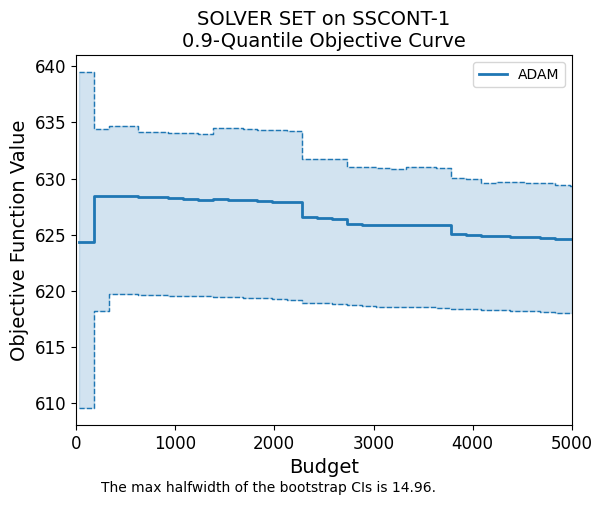 SOLVER SET on SSCONT-1
0.9-Quantile Objective Curve
ADAM
Objective Function Value
640
635
630
625
620
615
610
0 1000 2000 3000 4000 5000
Budget
The max halfwidth of the bootstrap CIs is 14.96.